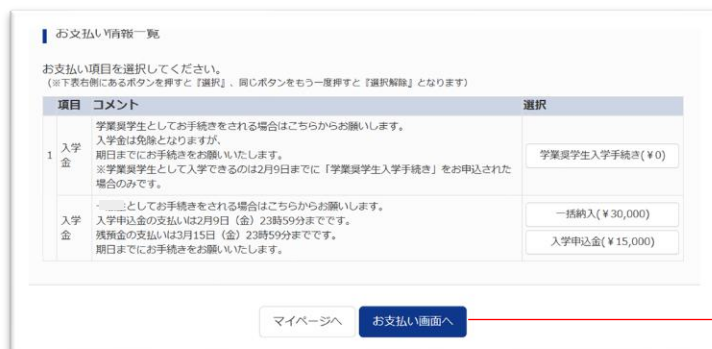 お支払い情報一覧
お支払い項目を選択してください。
(※下表右側にあるボタンを押すと『選択』、同じボタンをもう一度押すと『選択解除』となります)
項目 コメント 選択
1 入学金 学業奨学生としてお手続きをされる場合はこちらからお願いします。
入学金は免除となりますが、
期日までにお手続きをお願いいたします。
※学業奨学生として入学できるのは2月9日までに「学業奨学生入学手続き」をお申込された
場合のみです。
学業奨学生入学手続き(¥0)
入学金 としてお手続きをされる場合はこちらからお願いします。
入学申込金の支払いは2月9日（金）23時59分までです。
残預金の支払いは3月15日（金）23時59分までです。
期日までにお手続きをお願いいたします。
一括納入(¥30,000)
入学申込金(¥15,000)
マイページへ お支払い画面へ